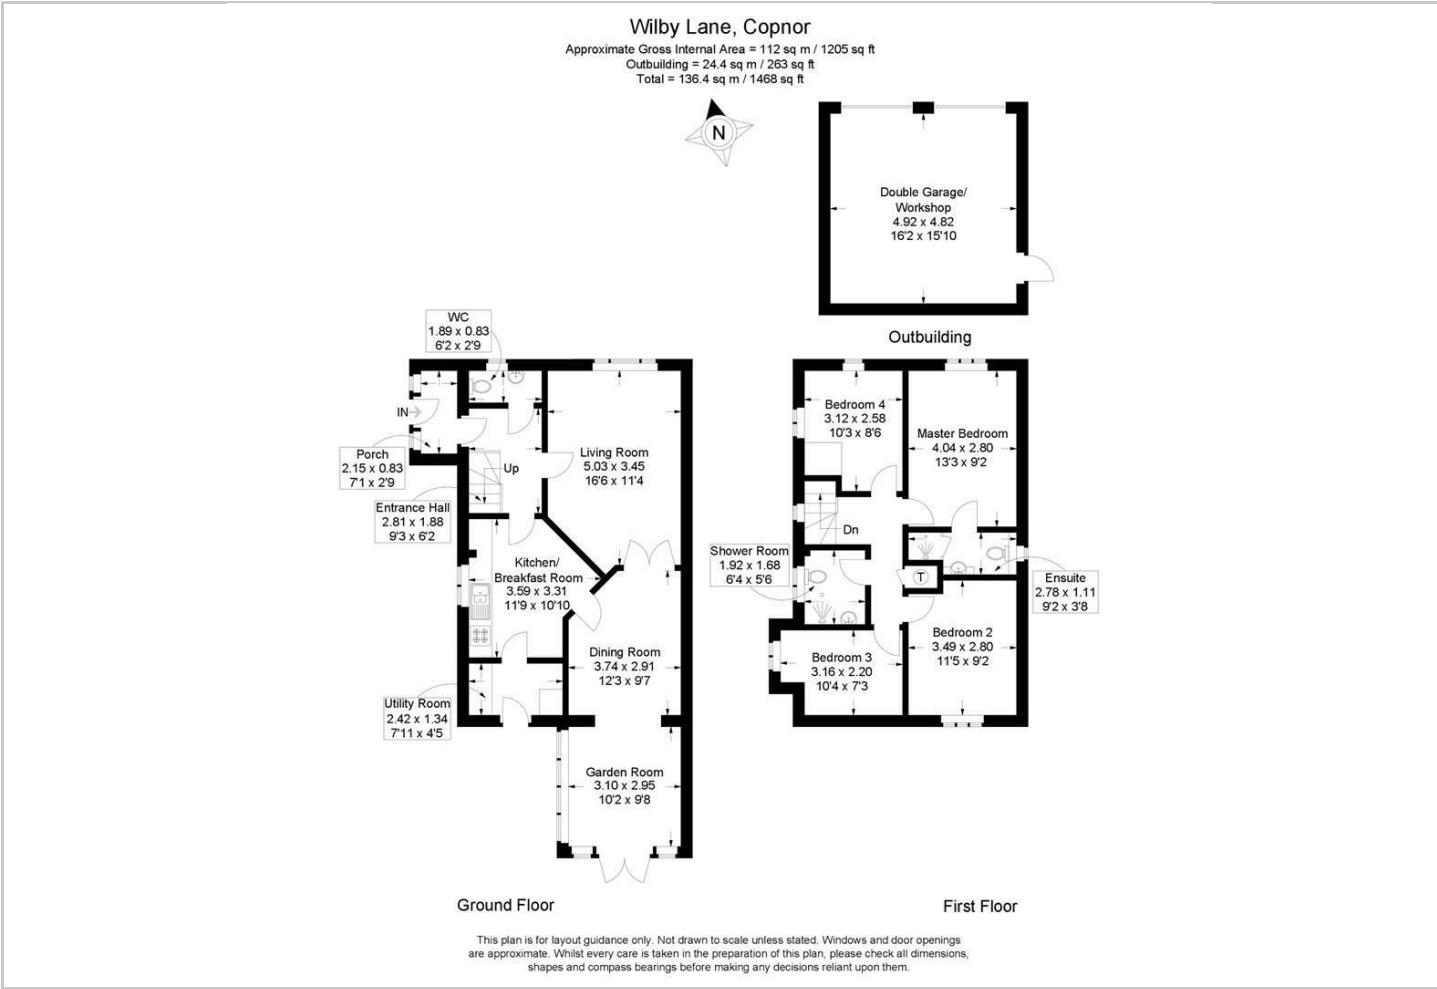 Wilby Lane, Copnor
Approximate Gross Internal Area = 112 sq m / 1205 sq ft
Outbuilding = 24.4 sq m / 263 sq ft
Total = 136.4 sq m / 1468 sq ft
N
Double Garage/
Workshop
4.92 x 4.82
16'2 x 15'10
Outbuilding
WC
1.89 x 0.83
6'2 x 2'9
IN
Porch
2.15 x 0.83
7'1 x 2'9
Entrance Hall
2.81 x 1.88
9'3 x 6'2
Up
Living Room
5.03 x 3.45
16'6 x 11'4
Kitchen/
Breakfast Room
3.59 x 3.31
11'9 x 10'10
Dining Room
3.74 x 2.91
12'3 x 9'7
Utility Room
2.42 x 1.34
7'11 x 4'5
Garden Room
3.10 x 2.95
10'2 x 9'8
Ground Floor
Bedroom 4
3.12 x 2.58
10'3 x 8'6
Master Bedroom
4.04 x 2.80
13'3 x 9'2
Dn
Shower Room
1.92 x 1.68
6'4 x 5'6
T
Ensuite
2.78 x 1.11
9'2 x 3'8
Bedroom 2
3.49 x 2.80
11'5 x 9'2
Bedroom 3
3.16 x 2.20
10'4 x 7'3
First Floor
This plan is for layout guidance only. Not drawn to scale unless stated. Windows and door openings
are approximate. Whilst every care is taken in the preparation of this plan, please check all dimensions,
shapes and compass bearings before making any decisions reliant upon them.